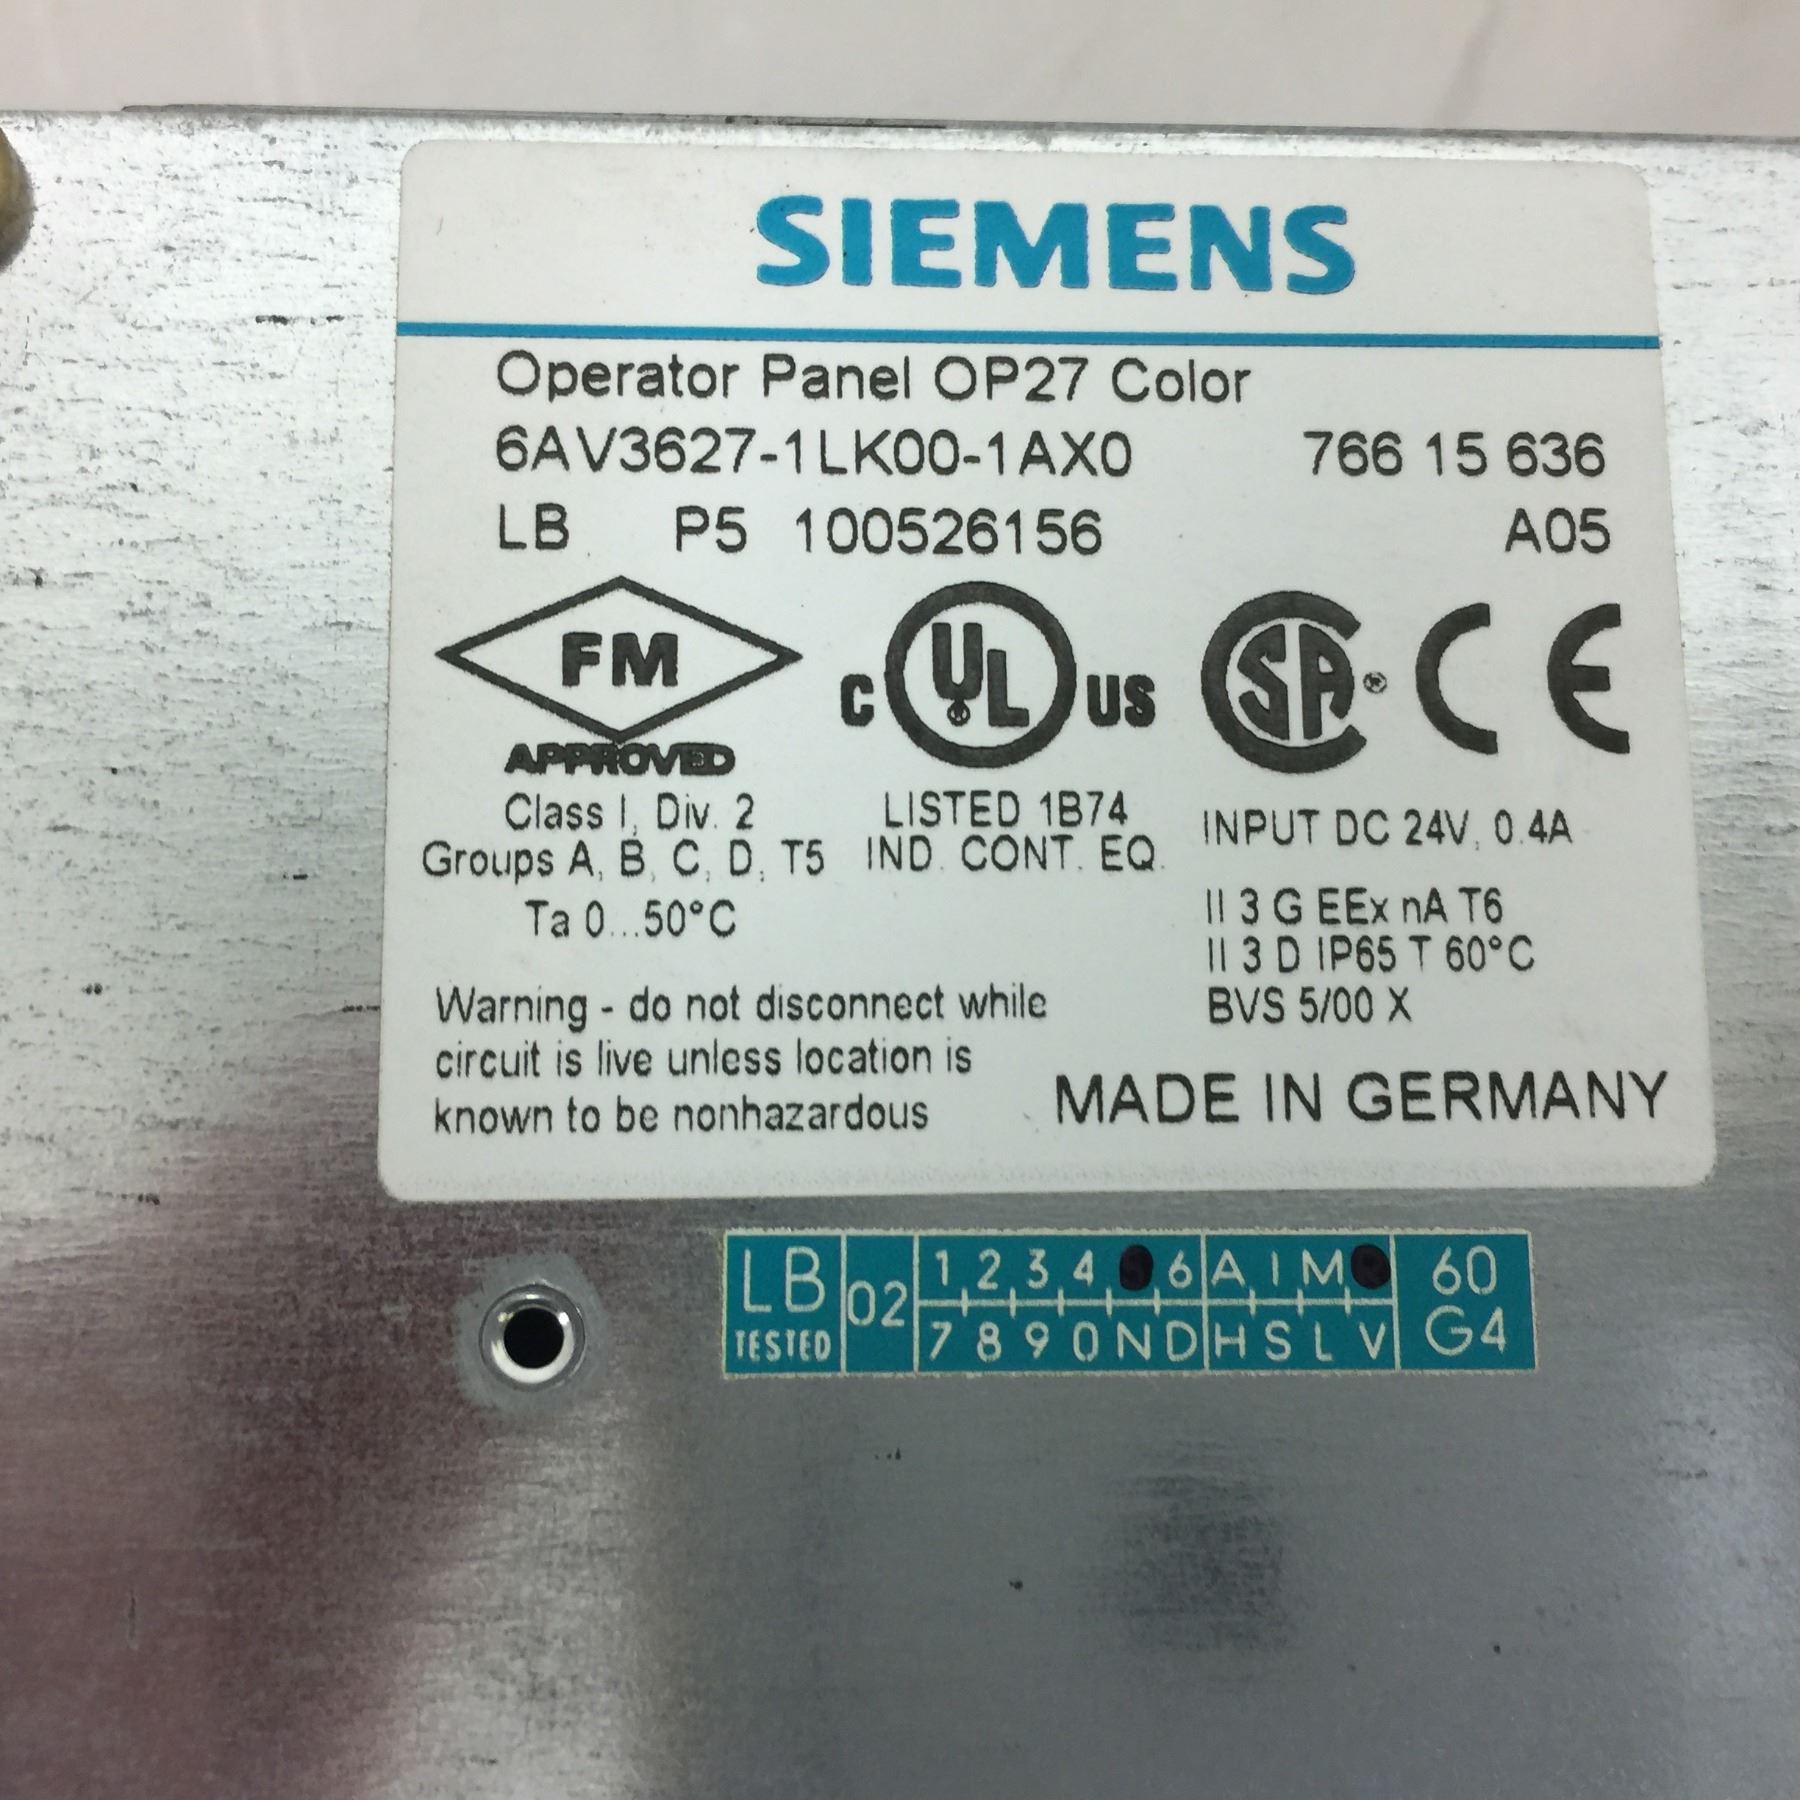 SIEMENS
Operator Panel OP27 Color
6AV3627-1LK00-1AX0 766 15 636
LB P5 100526156 A05
FM
APPROVED
C UL US
SA ® CE
Class I, Div. 2
Groups A, B, C, D, T5
Ta 0...50°C
LISTED 1B74
IND. CONT. EQ.
INPUT DC 24V, 0.4A
II 3 G EEx nA T6
II 3 D IP65 T 60°C
BVS 5/00 X
Warning - do not disconnect while
circuit is live unless location is
known to be nonhazardous
MADE IN GERMANY
LB 02 1 2 3 4 6 A I M 60
TESTED 7 8 9 0 N D H S L V G4